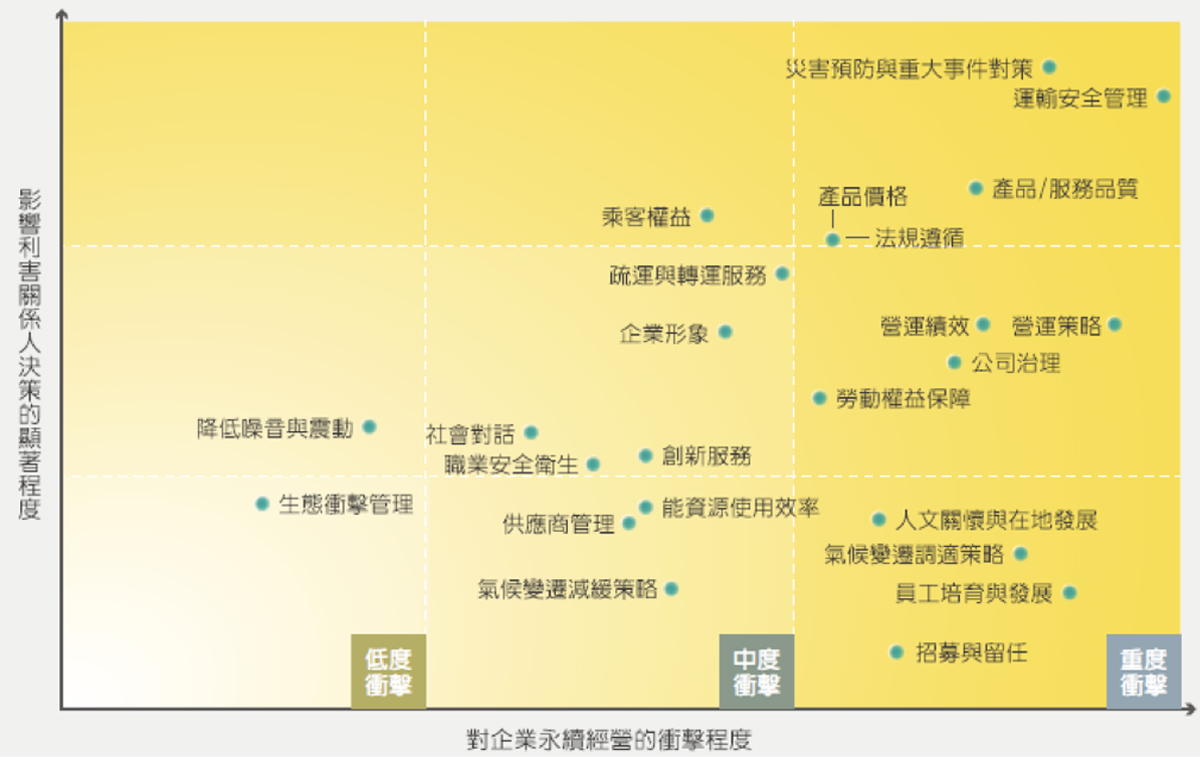 災害預防與重大事件對策
運輸安全管理
產品/服務品質
產品價格
乘客權益
法規遵循
疏運與轉運服務
企業形象
營運績效
營運策略
公司治理
勞動權益保障
降低噪音與震動
社會對話
創新服務
職業安全衛生
生態衝擊管理
能資源使用效率
供應商管理
人文關懷與在地發展
氣候變遷調適策略
氣候變遷減緩策略
員工培育與發展
招募與留任
低度
衝擊
中度
衝擊
重度
衝擊
影響利害關係人決策的顯著程度
對企業永續經營的衝擊程度